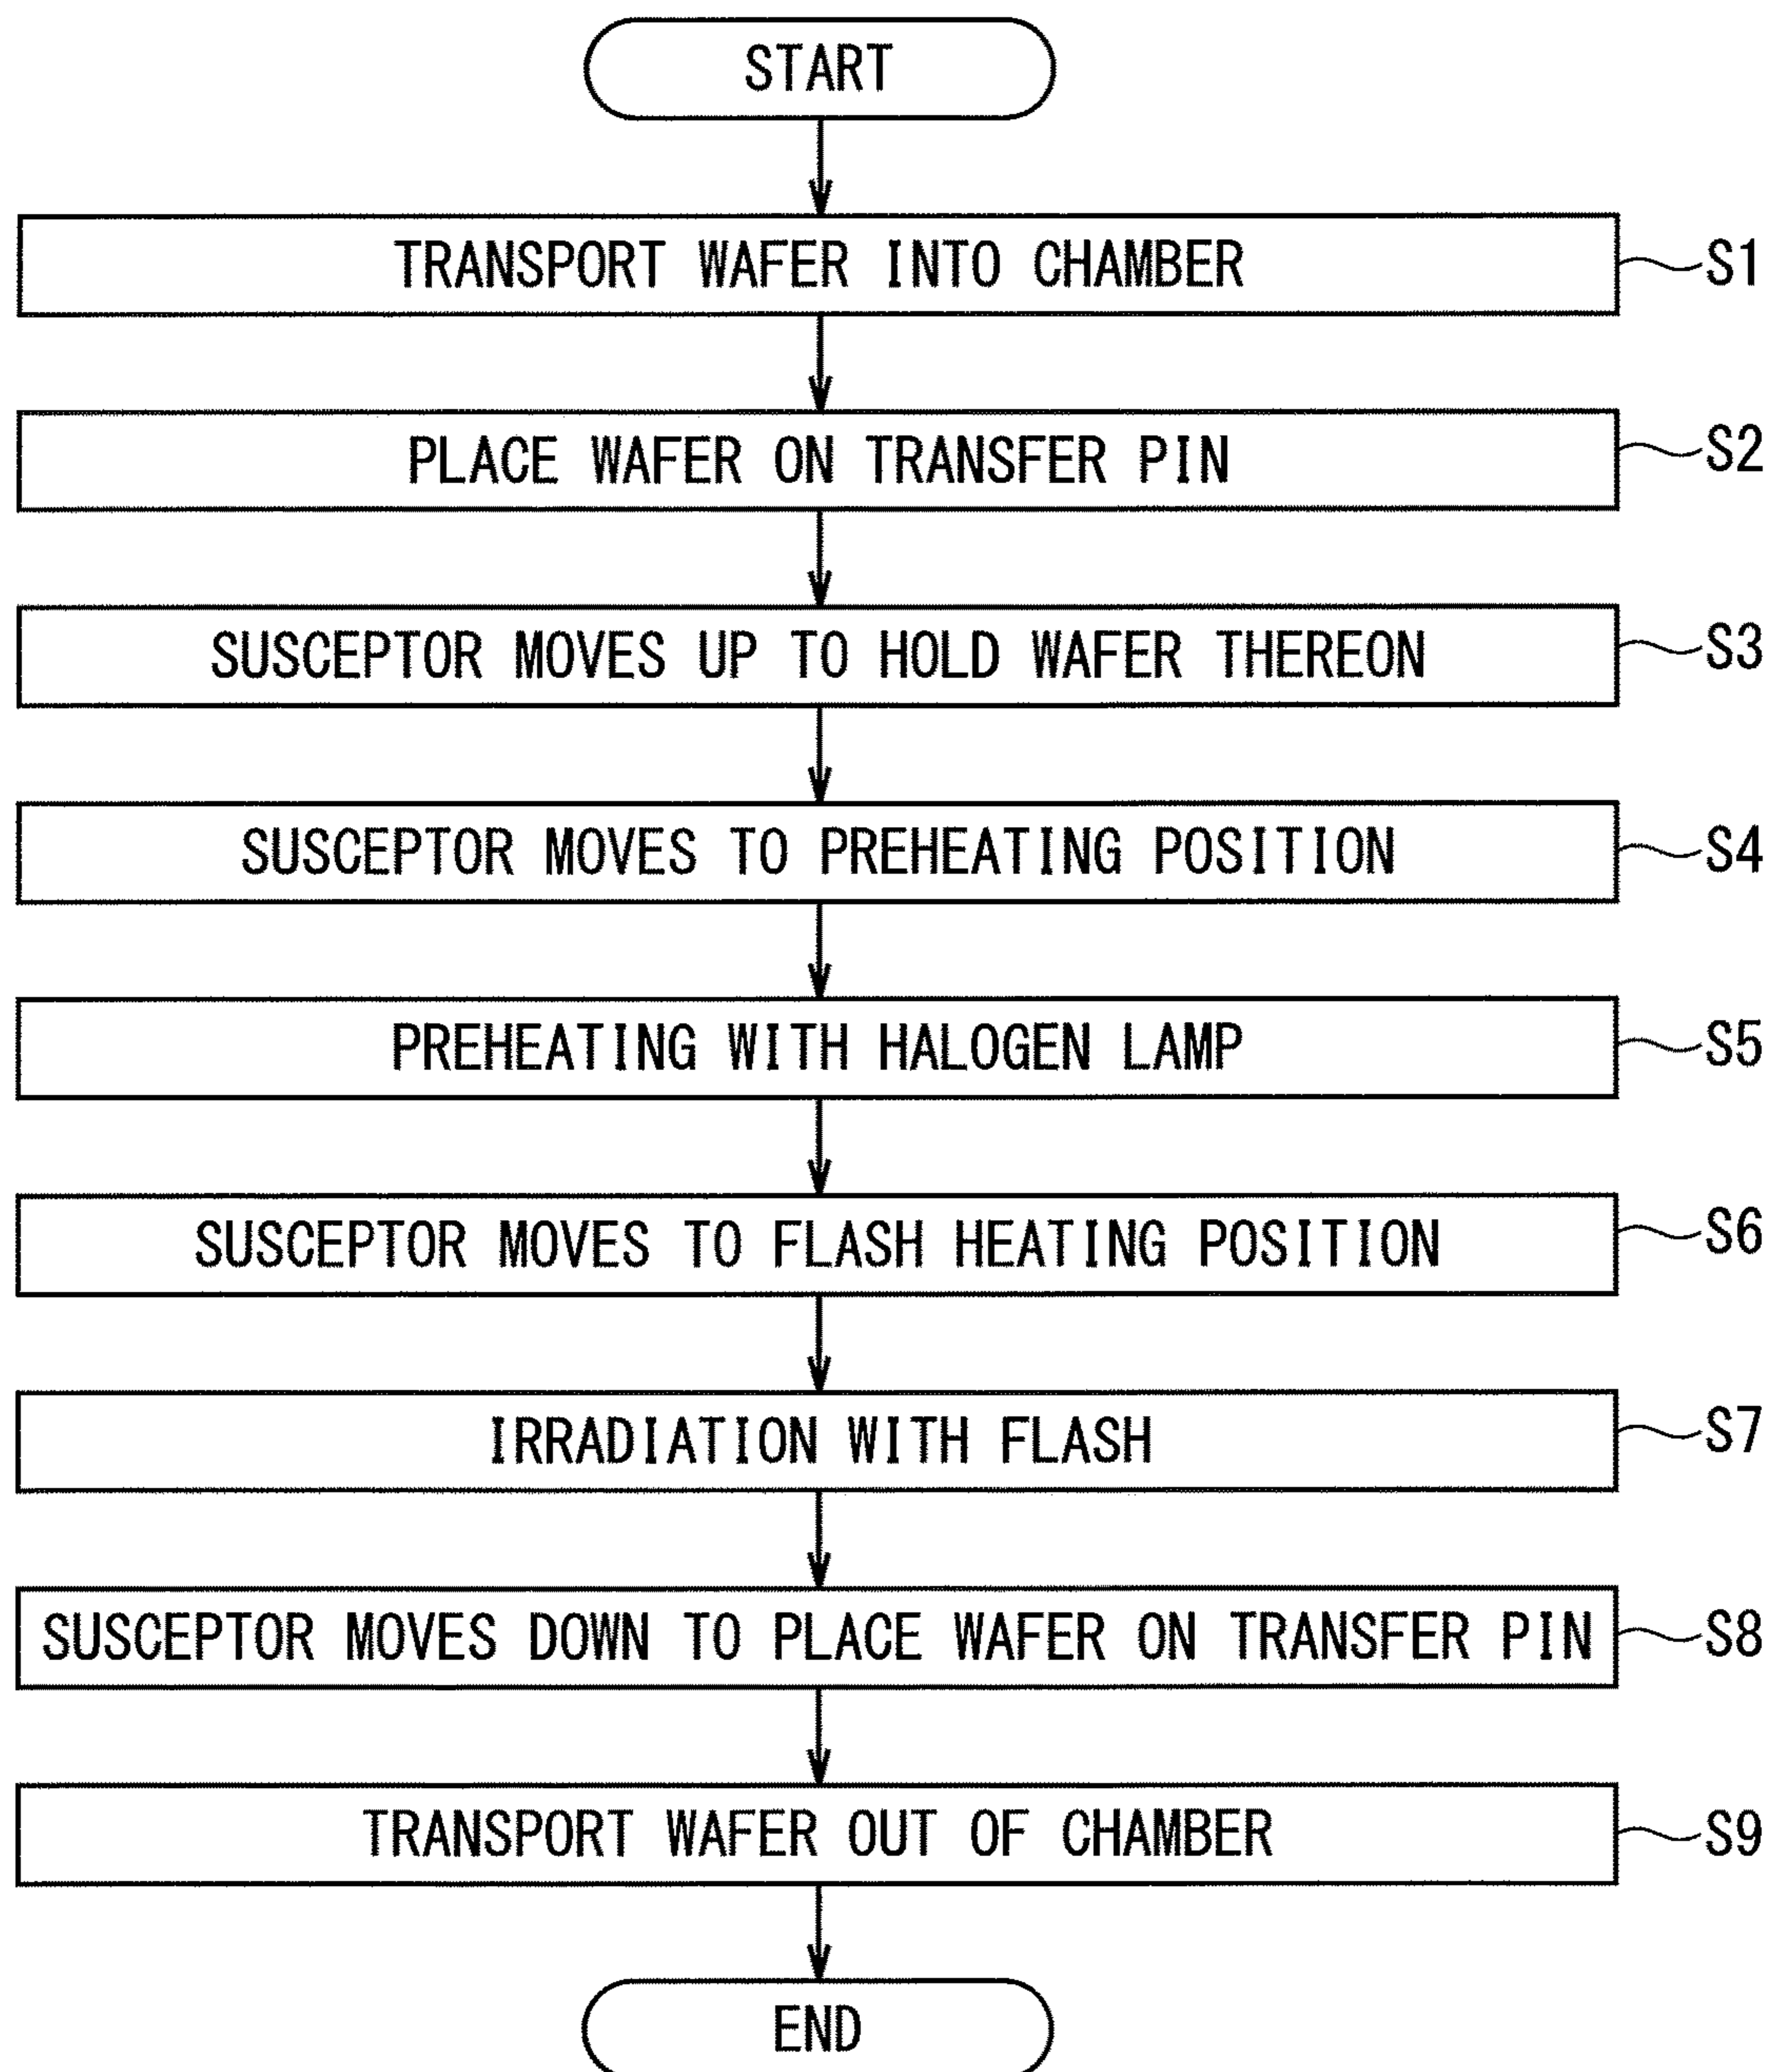 START
TRANSPORT WAFER INTO CHAMBER S1
PLACE WAFER ON TRANSFER PIN S2
SUSCEPTOR MOVES UP TO HOLD WAFER THEREON S3
SUSCEPTOR MOVES TO PREHEATING POSITION S4
PREHEATING WITH HALOGEN LAMP S5
SUSCEPTOR MOVES TO FLASH HEATING POSITION S6
IRRADIATION WITH FLASH S7
SUSCEPTOR MOVES DOWN TO PLACE WAFER ON TRANSFER PIN S8
TRANSPORT WAFER OUT OF CHAMBER S9
END